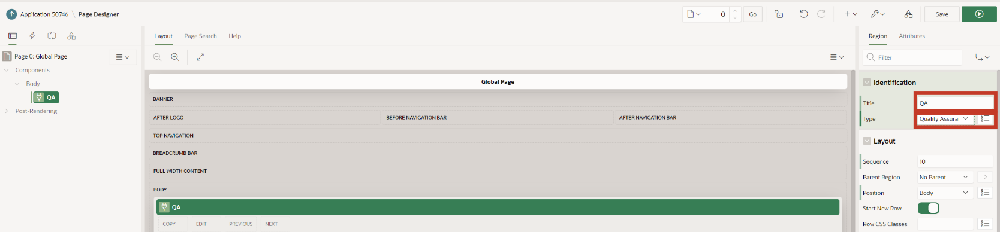 Application 50746 \ Page Designer
0
Go
Save
Layout
Page Search
Help
Region
Attributes
Page 0: Global Page
Components
Body
QA
Post-Rendering
Filter
Global Page
BANNER
AFTER LOGO
BEFORE NAVIGATION BAR
AFTER NAVIGATION BAR
TOP NAVIGATION
BREADCRUMB BAR
FULL WIDTH CONTENT
BODY
QA
COPY
EDIT
PREVIOUS
NEXT
Identification
Title
QA
Type
Quality Assurar
Layout
Sequence
10
Parent Region
No Parent
Position
Body
Start New Row
Row CSS Classes